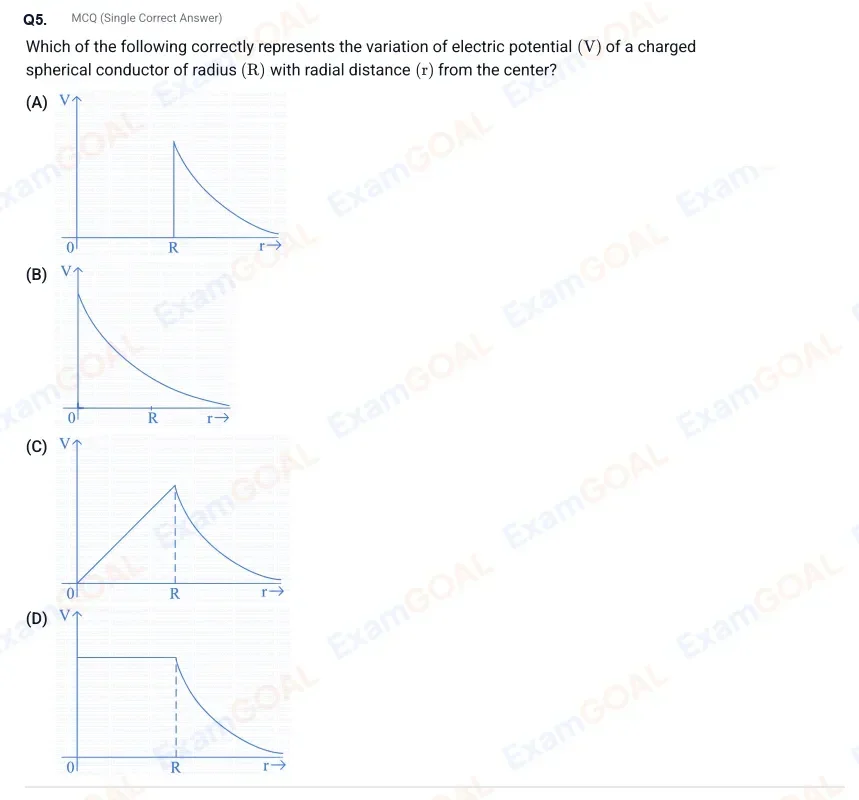 Q5. MCQ (Single Correct Answer)
Which of the following correctly represents the variation of electric potential (V) of a charged
spherical conductor of radius (R) with radial distance (r) from the center?
(A) V↑
0 R r→
(B) V↑
0 R r→
(C) V↑
0 R r→
(D) V↑
0 R r→
ExamGOAL